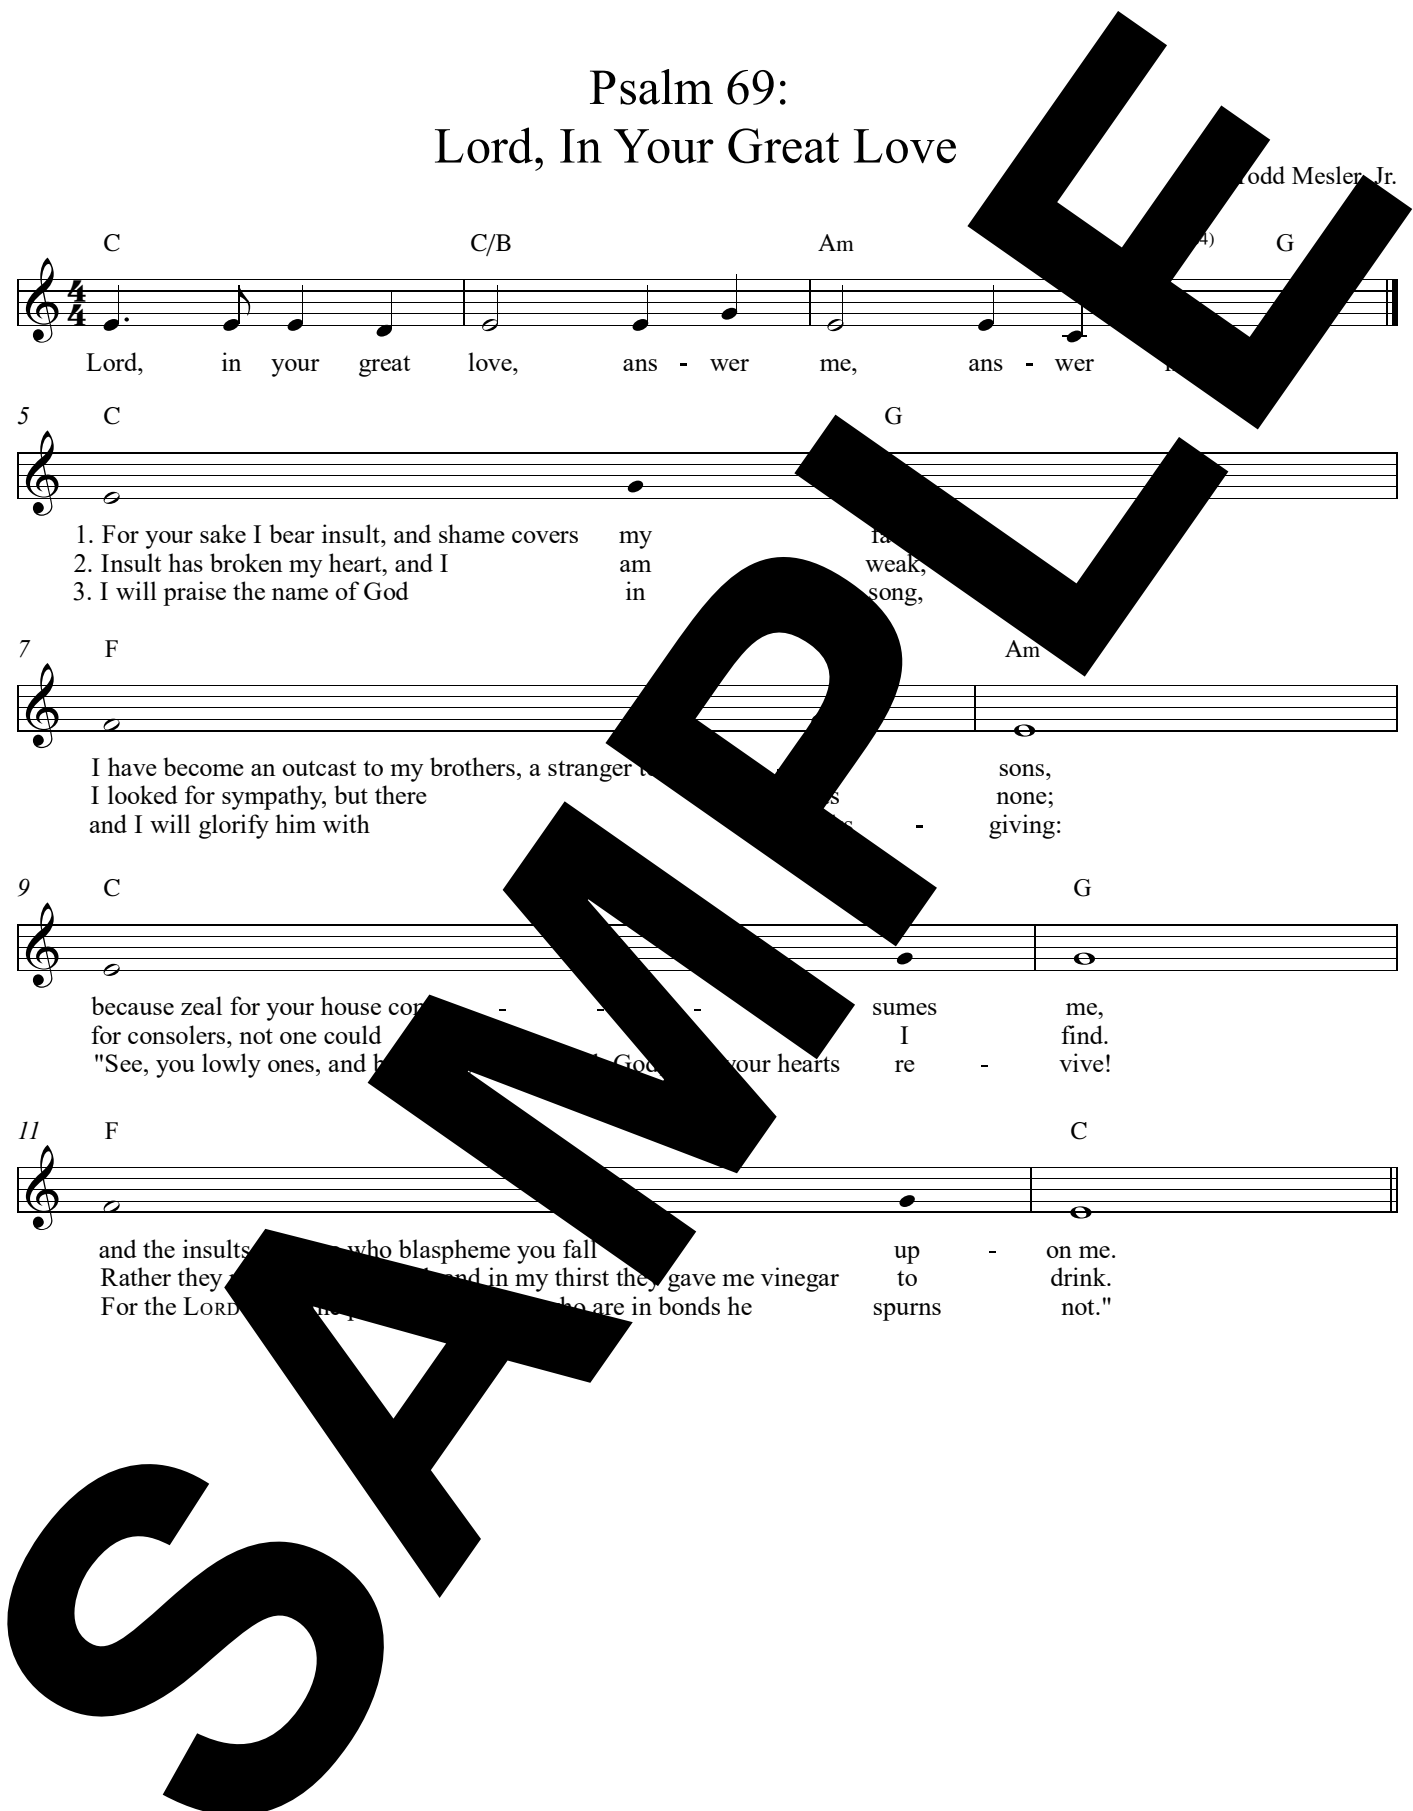 Psalm 69:
Lord, In Your Great Love
Todd Mesler, Jr.
C C/B Am G
4
4
Lord, in your great love, ans - wer me, ans - wer
5 C G
1. For your sake I bear insult, and shame covers my
2. Insult has broken my heart, and I am weak,
3. I will praise the name of God in song,
7 F Am
I have become an outcast to my brothers, a stranger sons,
I looked for sympathy, but there none;
and I will glorify him with - giving:
9 C G
because zeal for your house - - - sumes me,
for consolers, not one could I find.
"See, you lowly ones, and God, your hearts re - vive!
11 F C
and the insults who blaspheme you fall up - on me.
Rather they and in my thirst they gave me vinegar to drink.
For the LORD are in bonds he spurns not."
SAMPLE